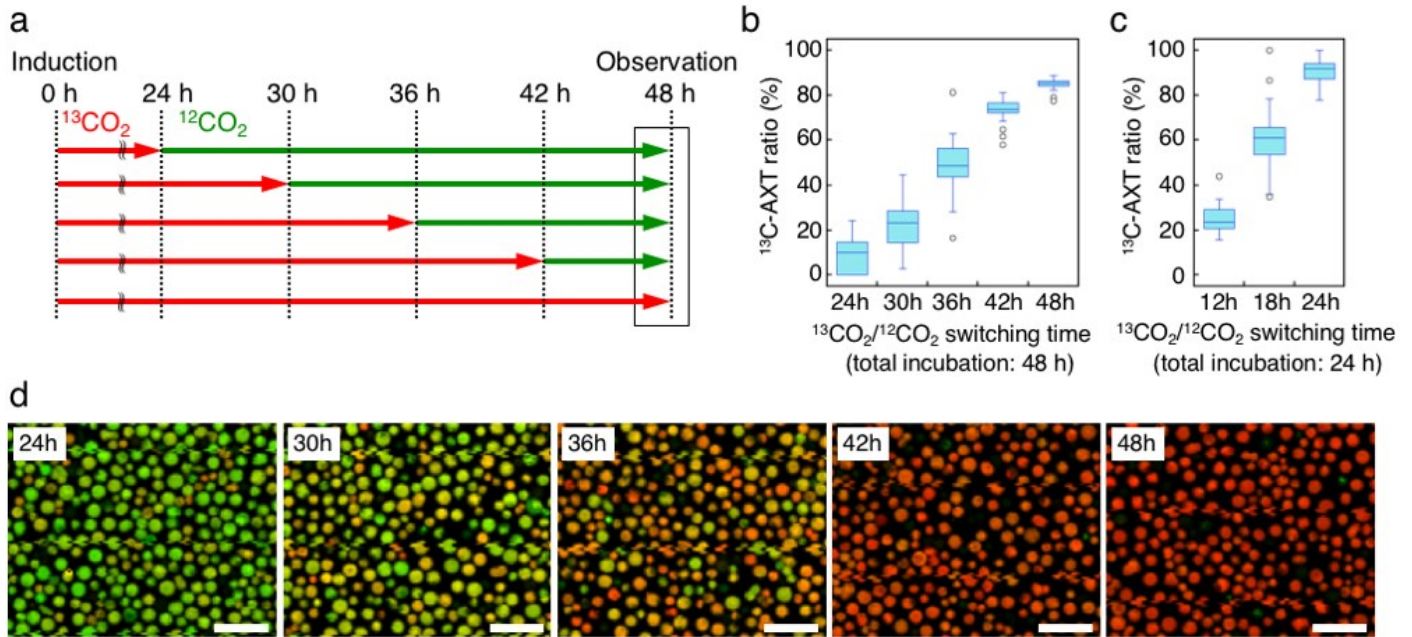 a
Induction
Observation
0 h
24 h
30 h
36 h
42 h
48 h
¹³CO₂
¹²CO₂
b
¹³C-AXT ratio (%)
100
80
60
40
20
0
24h
30h
36h
42h
48h
¹³CO₂/¹²CO₂ switching time
(total incubation: 48 h)
c
¹³C-AXT ratio (%)
100
80
60
40
20
0
12h
18h
24h
¹³CO₂/¹²CO₂ switching time
(total incubation: 24 h)
d
24h
30h
36h
42h
48h